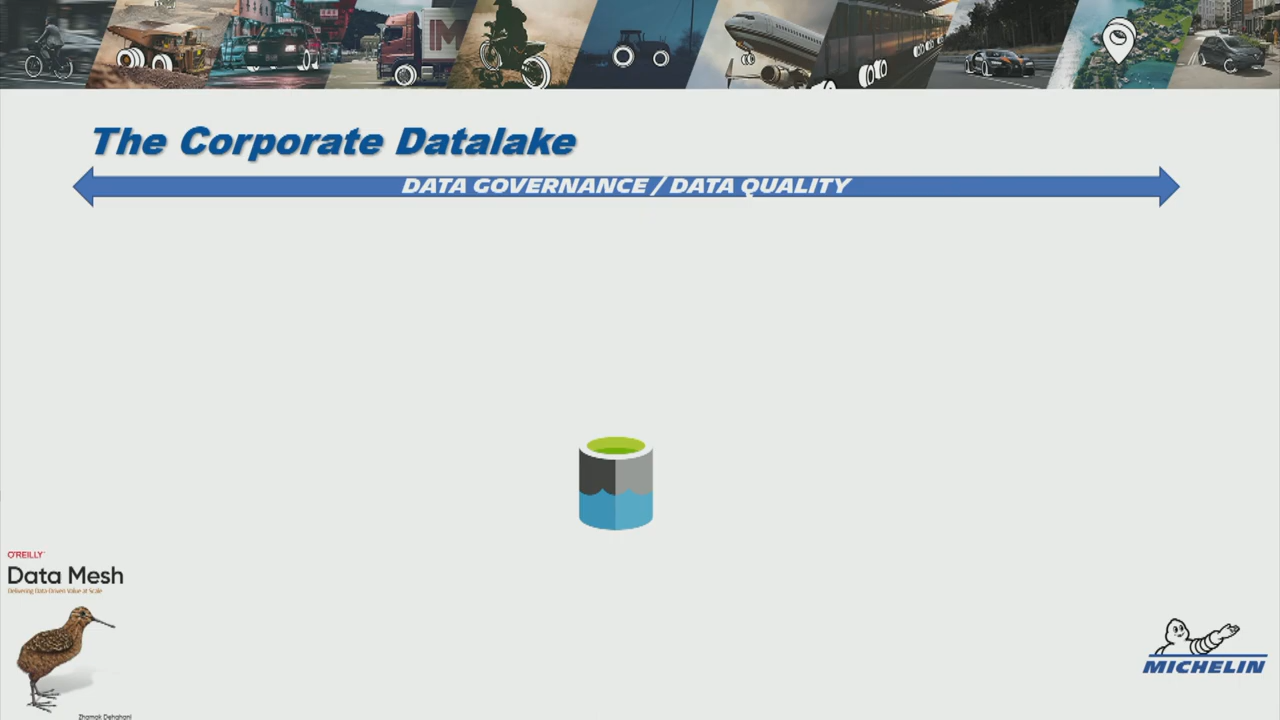 M
The Corporate Datalake
DATA GOVERNANCE / DATA QUALITY
O'REILLY
Data Mesh
Delivering Data-Driven Value at Scale
Zhamak Dehghani
MICHELIN